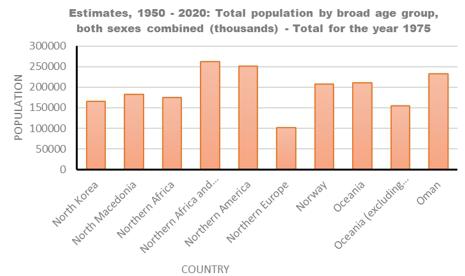 Estimates, 1950 - 2020: Total population by broad age group,
both sexes combined (thousands) - Total for the year 1975
POPULATION
300000
250000
200000
150000
100000
50000
0
North Korea
North Macedonia
Northern Africa
Northern Africa and...
Northern America
Northern Europe
Norway
Oceania
Oceania (excluding...
Oman
COUNTRY